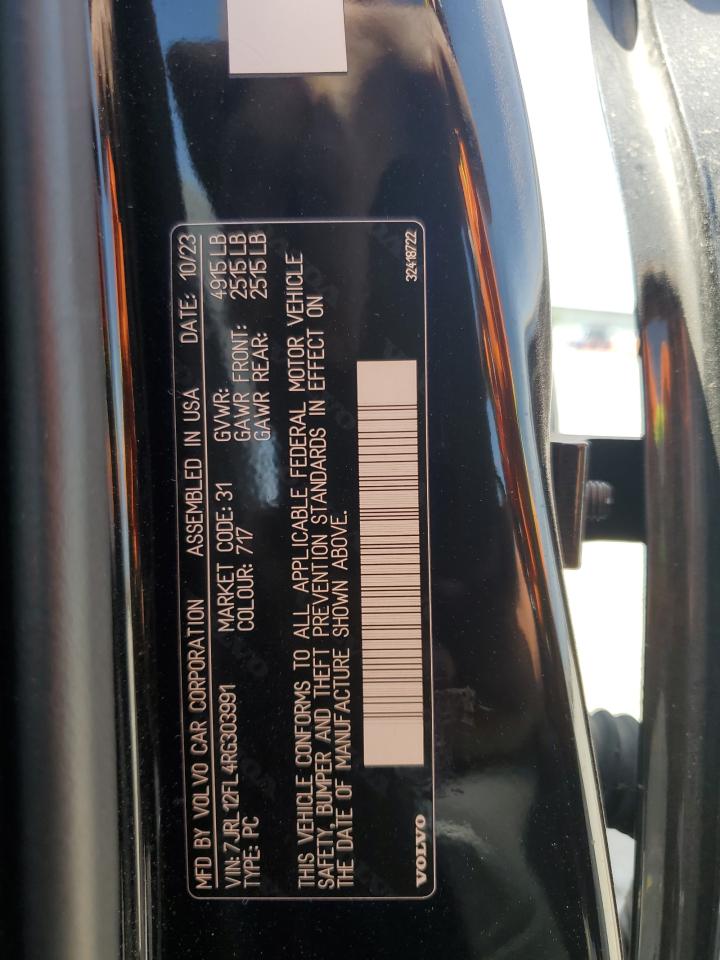 MFD BY VOLVO CAR CORPORATION ASSEMBLED IN USA DATE: 10/23
VIN: 7JRL12FL4RG303991 MARKET CODE: 31 GVWR: 4915 LB
TYPE: PC COLOUR: 717 GAWR FRONT: 2515 LB
GAWR REAR: 2515 LB
THIS VEHICLE CONFORMS TO ALL APPLICABLE FEDERAL MOTOR VEHICLE
SAFETY, BUMPER AND THEFT PREVENTION STANDARDS IN EFFECT ON
THE DATE OF MANUFACTURE SHOWN ABOVE.
VOLVO 32418722